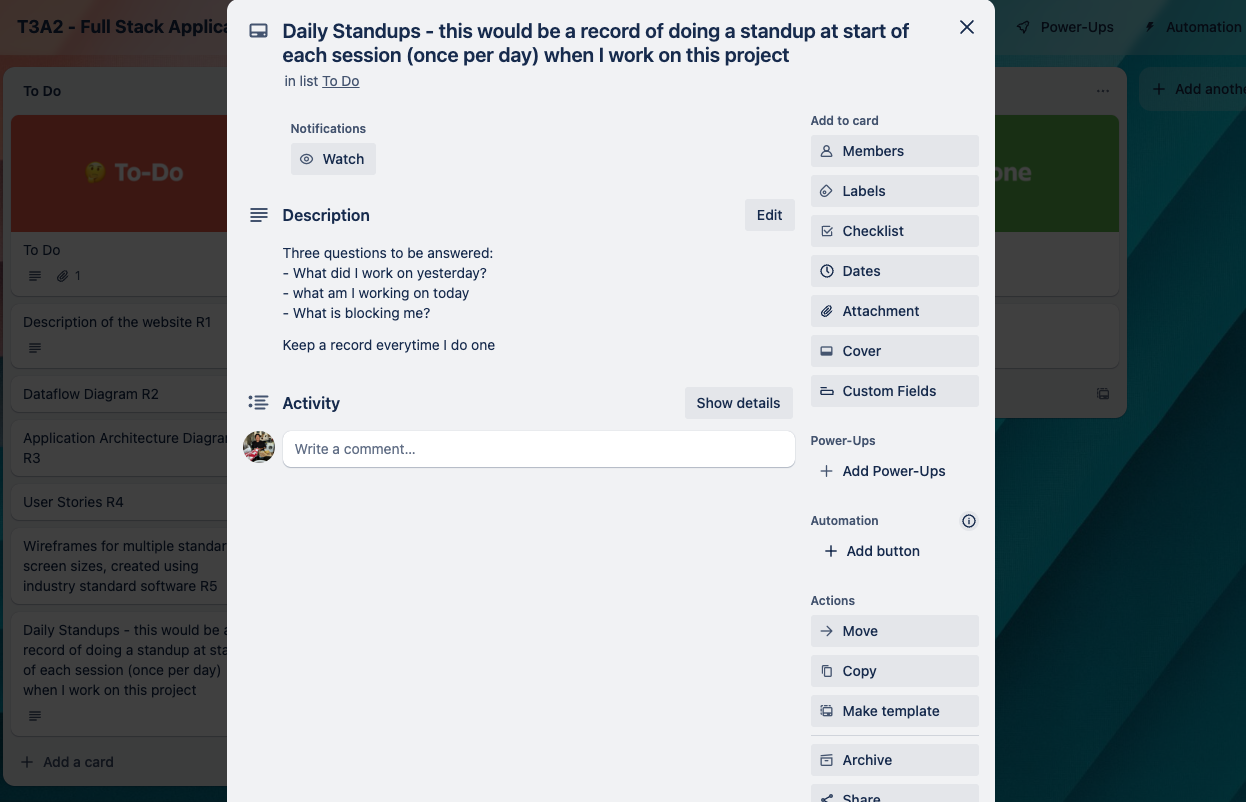 T3A2 - Full Stack Applica
Power-Ups
Automation
To Do
Add anothe
🤔 To-Do
one
To Do
1
Description of the website R1
Dataflow Diagram R2
Application Architecture Diagram
R3
User Stories R4
Wireframes for multiple standar
screen sizes, created using
industry standard software R5
Daily Standups - this would be a
record of doing a standup at sta
of each session (once per day)
when I work on this project
Add a card
Daily Standups - this would be a record of doing a standup at start of
each session (once per day) when I work on this project
in list To Do
Notifications
Watch
Description
Edit
Three questions to be answered:
- What did I work on yesterday?
- what am I working on today
- What is blocking me?
Keep a record everytime I do one
Activity
Show details
Write a comment...
Add to card
Members
Labels
Checklist
Dates
Attachment
Cover
Custom Fields
Power-Ups
Add Power-Ups
Automation
Add button
Actions
Move
Copy
Make template
Archive
Share